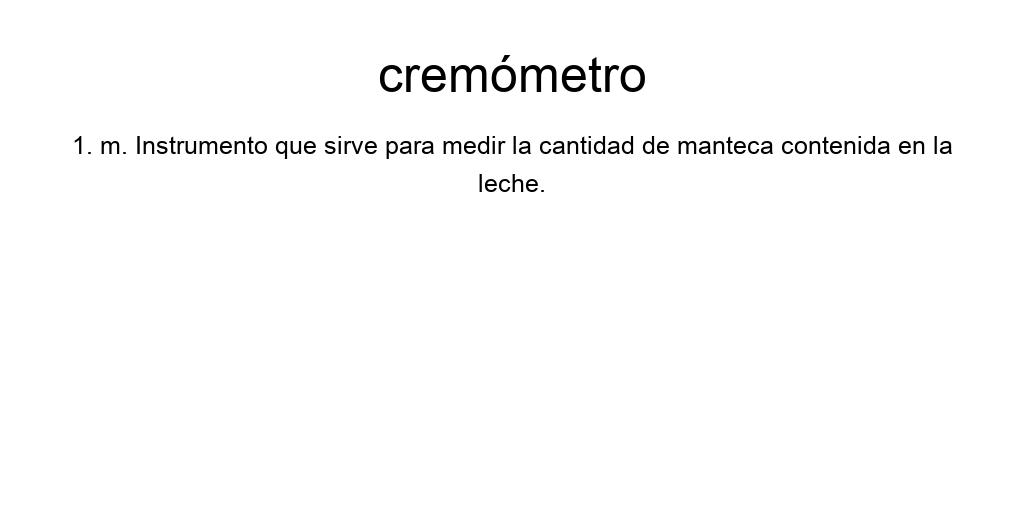 cremómetro
1. m. Instrumento que sirve para medir la cantidad de manteca contenida en la
leche.